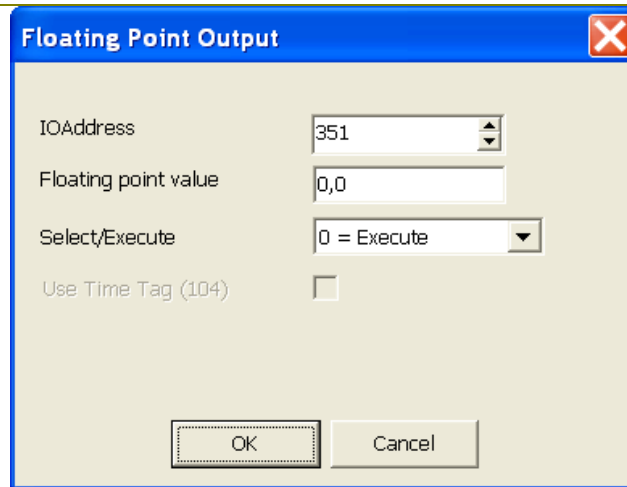 Floating Point Output
IOAddress 351
Floating point value 0,0
Select/Execute 0 = Execute
Use Time Tag (104)
OK Cancel